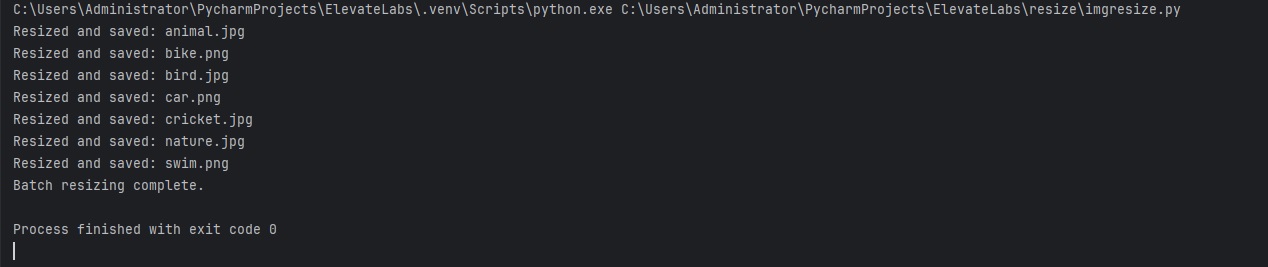 C:\Users\Administrator\PycharmProjects\ElevateLabs\.venv\Scripts\python.exe C:\Users\Administrator\PycharmProjects\ElevateLabs\resize\imgresize.py
Resized and saved: animal.jpg
Resized and saved: bike.png
Resized and saved: bird.jpg
Resized and saved: car.png
Resized and saved: cricket.jpg
Resized and saved: nature.jpg
Resized and saved: swim.png
Batch resizing complete.
Process finished with exit code 0